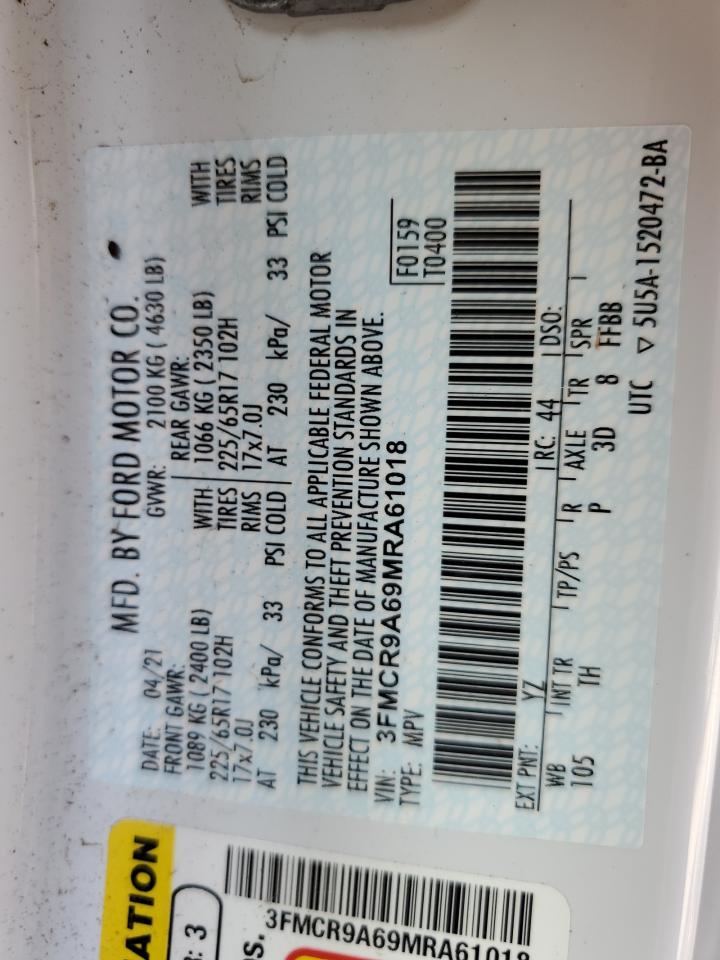 MFD. BY FORD MOTOR CO.
DATE: 04/21 GVWR: 2100 KG ( 4630 LB)
FRONT GAWR: REAR GAWR:
1089 KG ( 2400 LB) WITH 1066 KG ( 2350 LB) WITH
225/65R17 102H TIRES 225/65R17 102H TIRES
17x7.0J RIMS 17x7.0J RIMS
AT 230 kPa/ 33 PSI COLD AT 230 kPa/ 33 PSI COLD
THIS VEHICLE CONFORMS TO ALL APPLICABLE FEDERAL MOTOR
VEHICLE SAFETY AND THEFT PREVENTION STANDARDS IN
EFFECT ON THE DATE OF MANUFACTURE SHOWN ABOVE.
VIN: 3FMCR9A69MRA61018
TYPE: MPV
F0159
T0400
EXT PNT: YZ RC: 44 DSO:
WB INT TR TP/PS R AXLE TR SPR
105 TH P 3D 8 FFBB
UTC ▽ 5U5A-1520472-BA
ATION
: 3
3FMCR9A69MRA61018